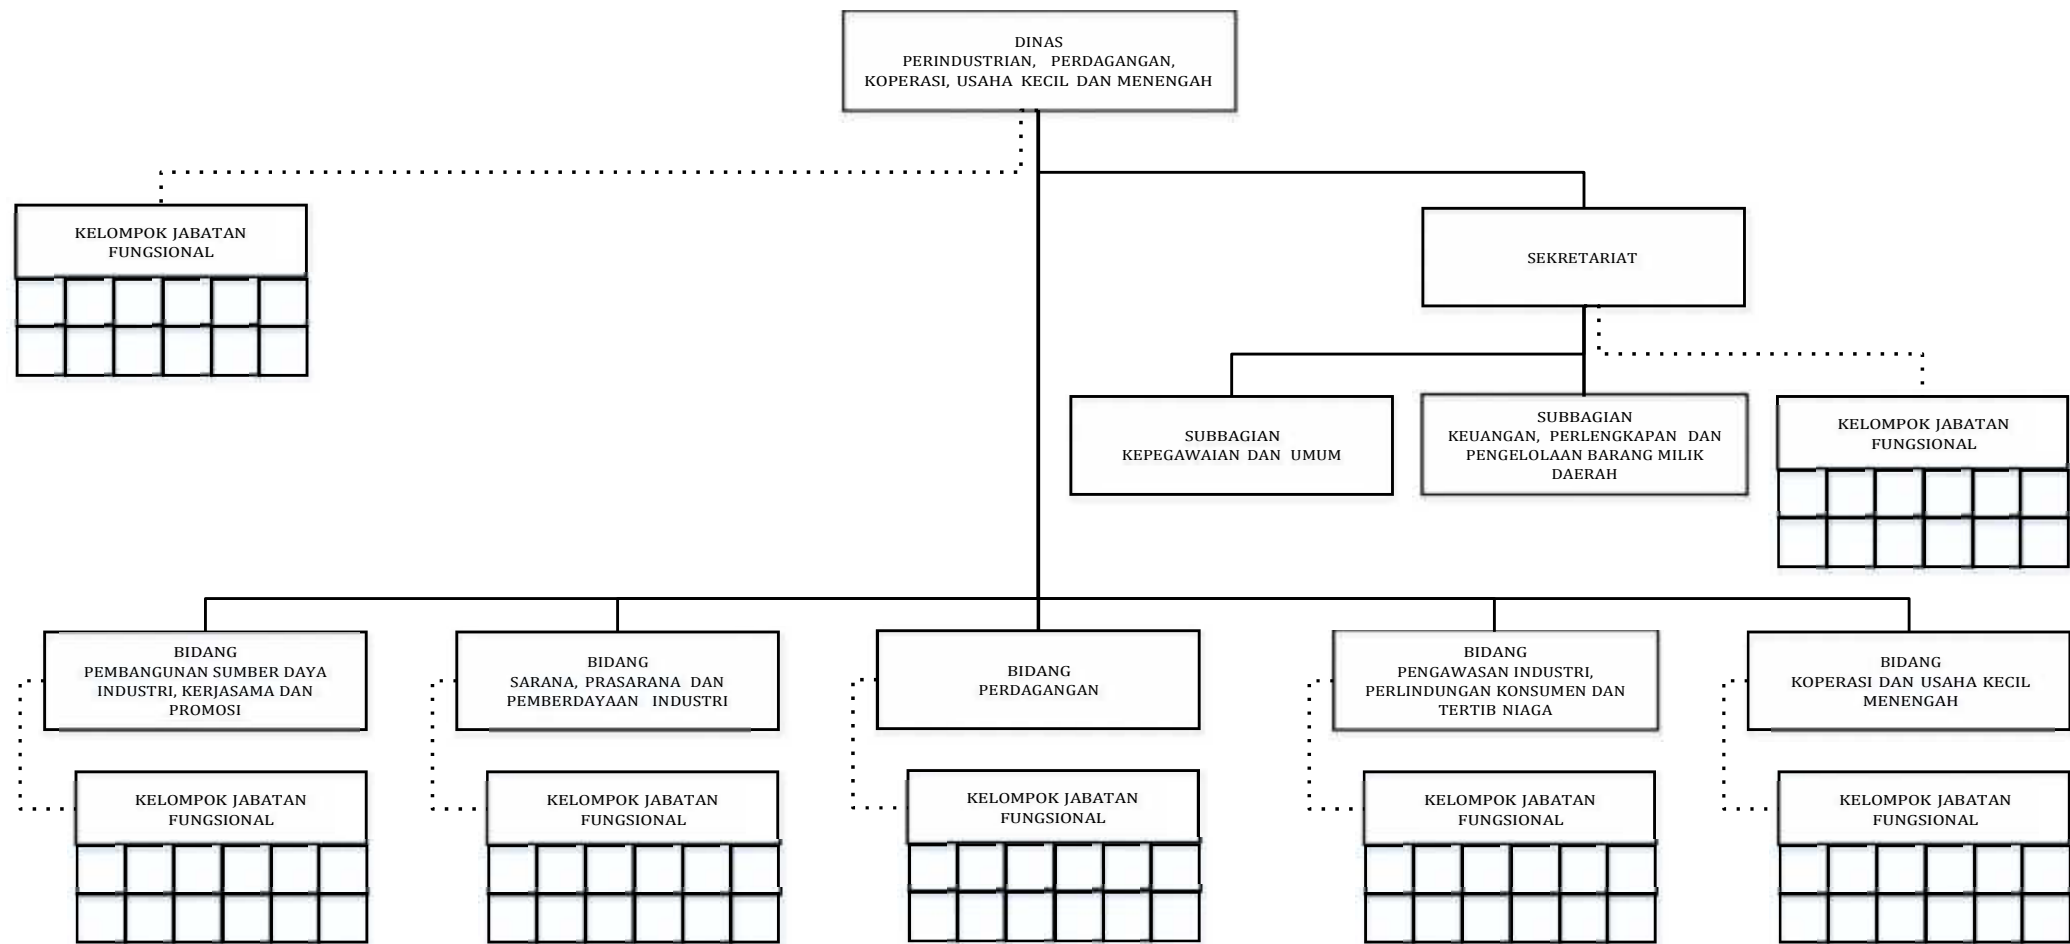 DINAS
PERINDUSTRIAN, PERDAGANGAN,
KOPERASI, USAHA KECIL DAN MENENGAH
KELOMPOK JABATAN
FUNGSIONAL
SEKRETARIAT
SUBBAGIAN
KEPEGAWAIAN DAN UMUM
SUBBAGIAN
KEUANGAN, PERLENGKAPAN DAN
PENGELOLAAN BARANG MILIK
DAERAH
KELOMPOK JABATAN
FUNGSIONAL
BIDANG
PEMBANGUNAN SUMBER DAYA
INDUSTRI, KERJASAMA DAN
PROMOSI
BIDANG
SARANA, PRASARANA DAN
PEMBERDAYAAN INDUSTRI
BIDANG
PERDAGANGAN
BIDANG
PENGAWASAN INDUSTRI,
PERLINDUNGAN KONSUMEN DAN
TERTIB NIAGA
BIDANG
KOPERASI DAN USAHA KECIL
MENENGAH
KELOMPOK JABATAN
FUNGSIONAL
KELOMPOK JABATAN
FUNGSIONAL
KELOMPOK JABATAN
FUNGSIONAL
KELOMPOK JABATAN
FUNGSIONAL
KELOMPOK JABATAN
FUNGSIONAL